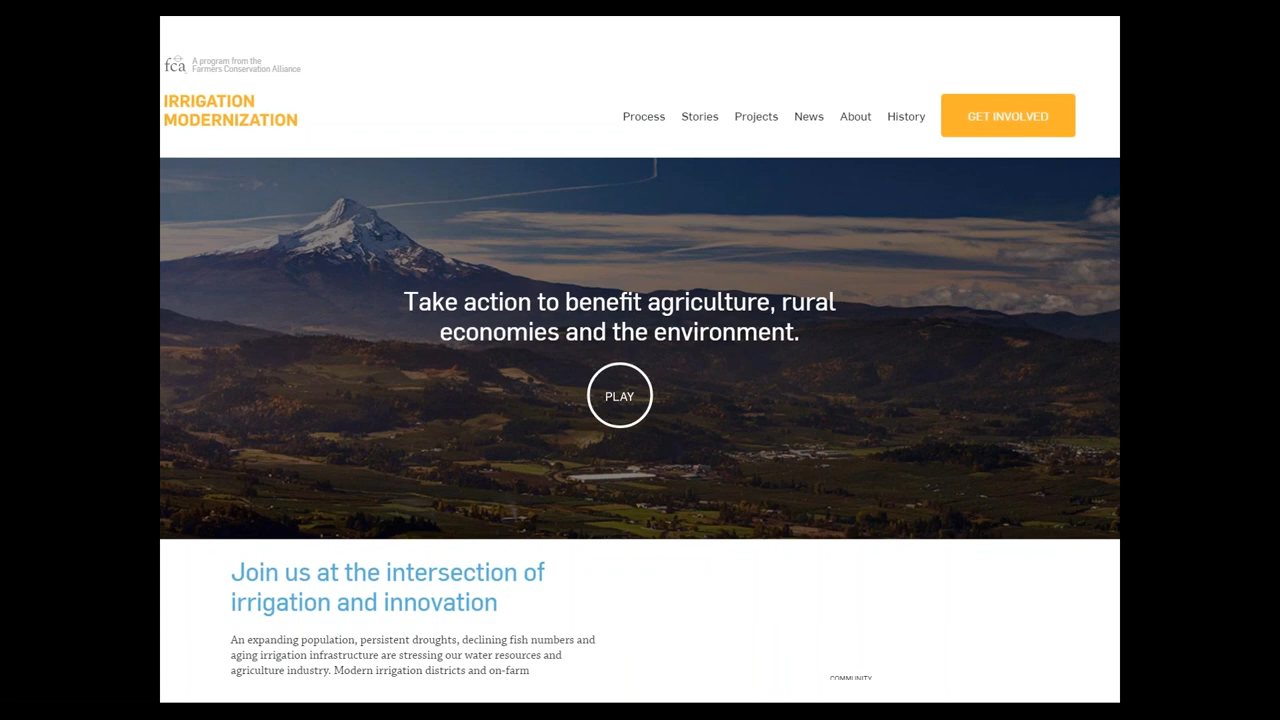 fca A program from the
Farmers Conservation Alliance
IRRIGATION
MODERNIZATION
Process Stories Projects News About History GET INVOLVED
Take action to benefit agriculture, rural
economies and the environment.
PLAY
Join us at the intersection of
irrigation and innovation
An expanding population, persistent droughts, declining fish numbers and
aging irrigation infrastructure are stressing our water resources and
agriculture industry. Modern irrigation districts and on-farm
COMMUNITY